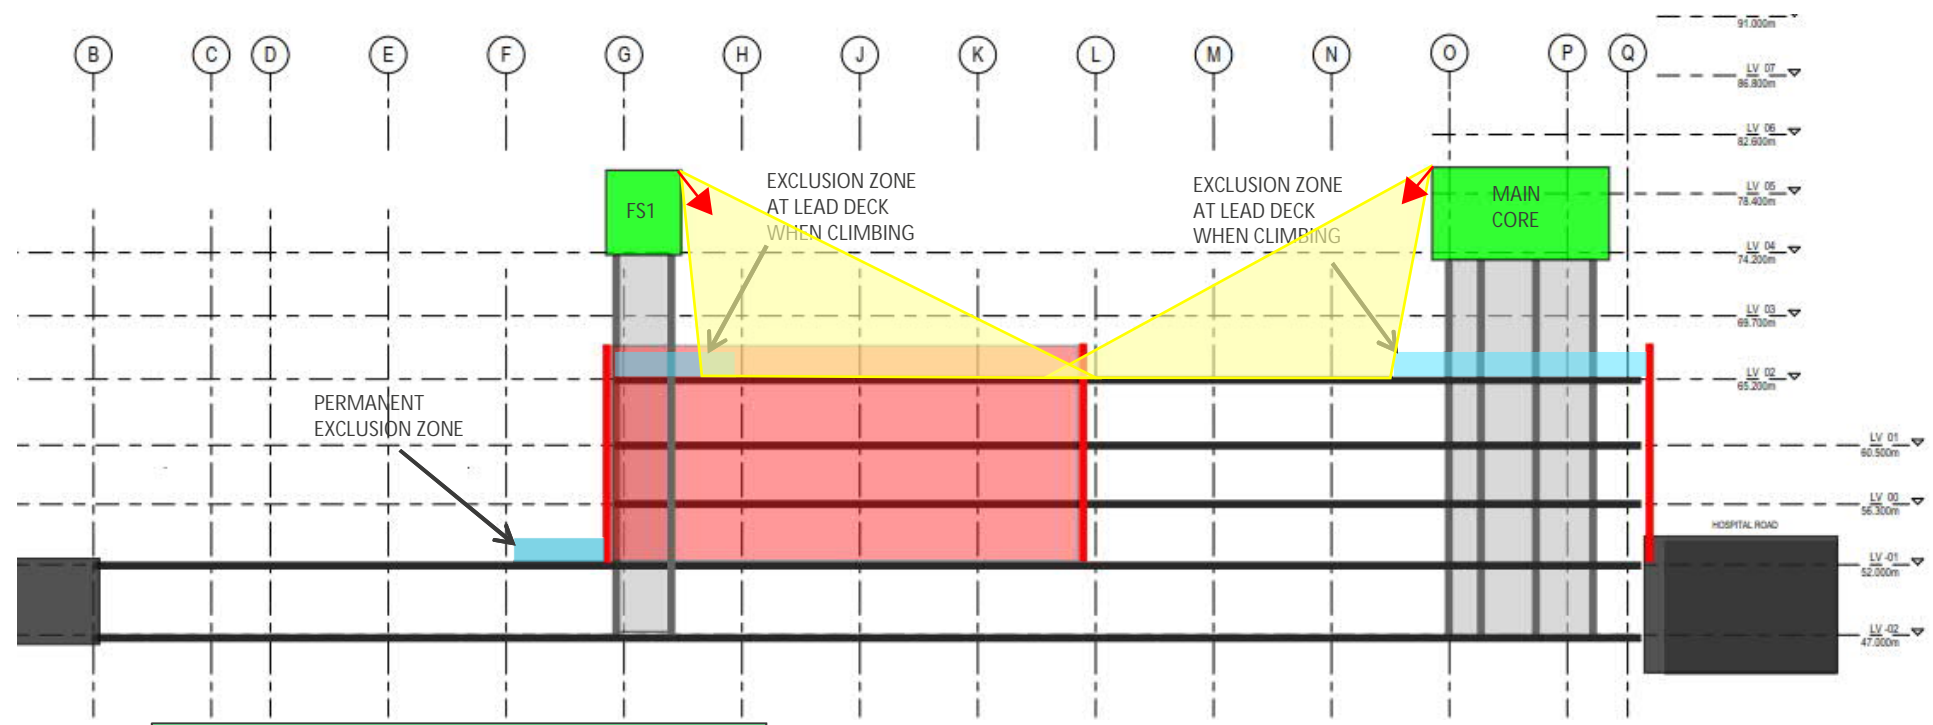 B C D E F G H J K L M N O P Q
91.000m
LV 07
86.800m
LV 06
82.600m
LV 05
78.400m
LV 04
74.200m
LV 03
69.700m
LV 02
65.200m
LV 01
60.500m
LV 00
56.300m
LV -01
52.000m
LV -02
47.000m
FS1
EXCLUSION ZONE
AT LEAD DECK
WHEN CLIMBING
EXCLUSION ZONE
AT LEAD DECK
WHEN CLIMBING
MAIN
CORE
PERMANENT
EXCLUSION ZONE
HOSPITAL ROAD